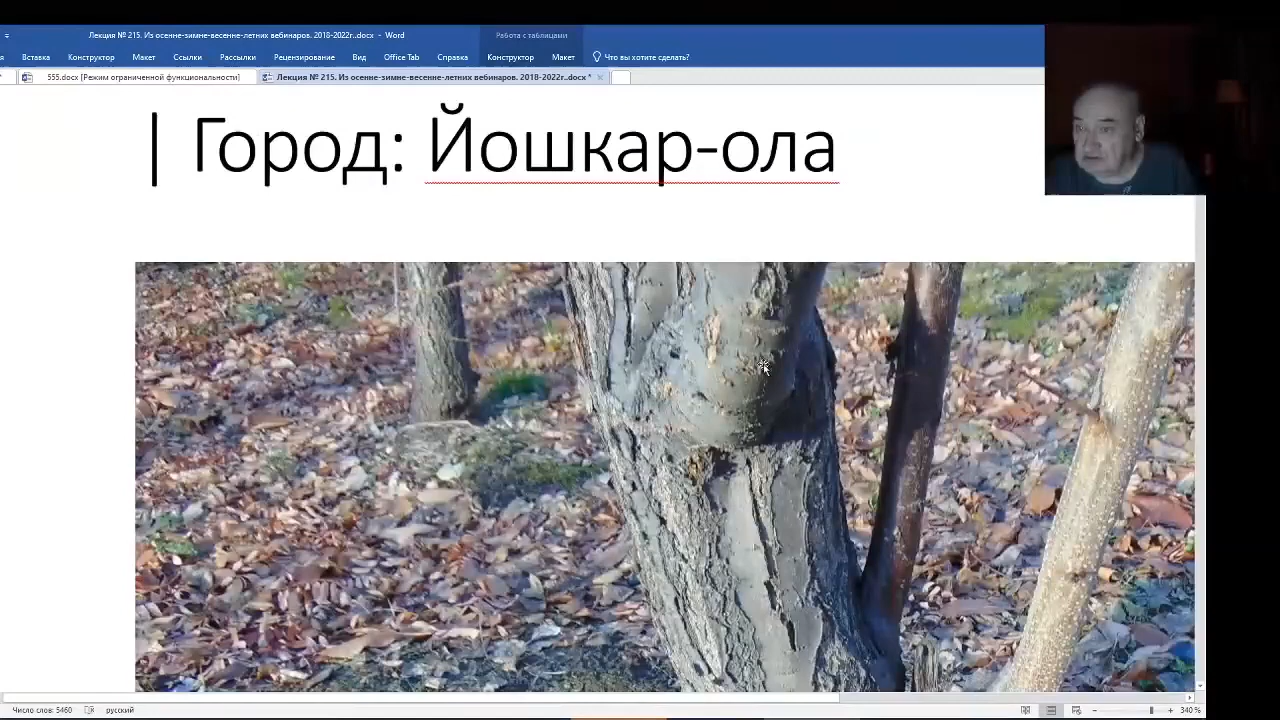 Лекция № 215. Из осенне-зимне-весенне-летних вебинаров. 2018-2022г..docx - Word
Работа с таблицами
я Вставка Конструктор Макет Ссылки Рассылки Рецензирование Вид Office Tab Справка Конструктор Макет Что вы хотите сделать?
555.docx [Режим ограниченной функциональности]
Лекция № 215. Из осенне-зимне-весенне-летних вебинаров. 2018-2022г..docx *
| Город: Йошкар-ола
Число слов: 5460 русский
340 %